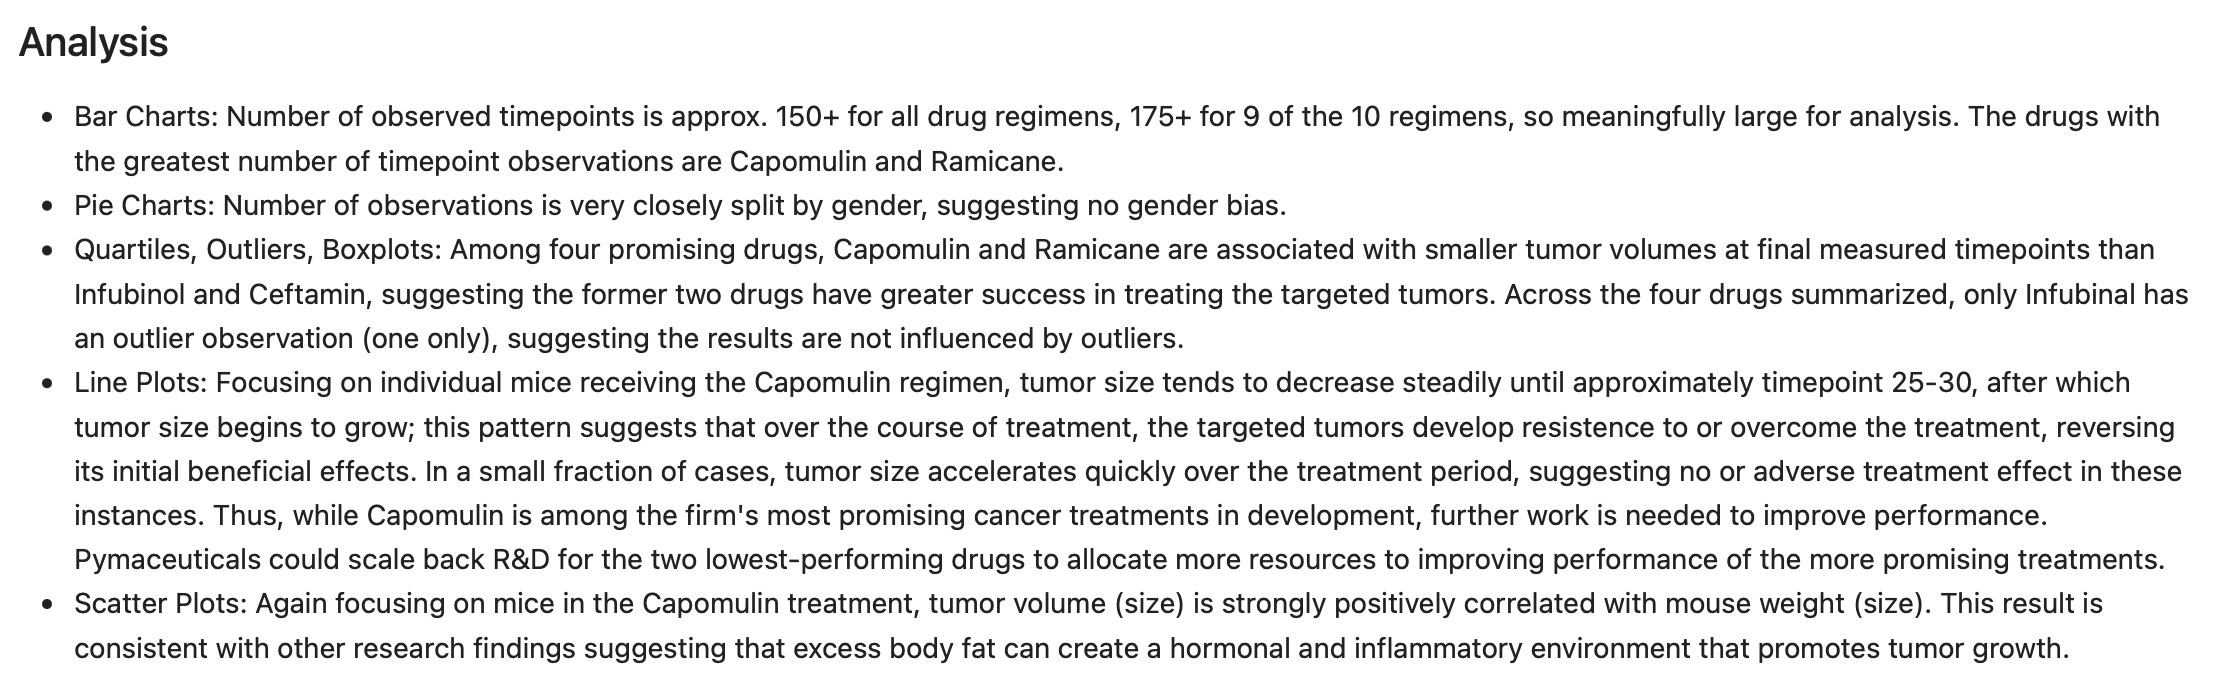 Analysis
• Bar Charts: Number of observed timepoints is approx. 150+ for all drug regimens, 175+ for 9 of the 10 regimens, so meaningfully large for analysis. The drugs with
the greatest number of timepoint observations are Capomulin and Ramicane.
• Pie Charts: Number of observations is very closely split by gender, suggesting no gender bias.
• Quartiles, Outliers, Boxplots: Among four promising drugs, Capomulin and Ramicane are associated with smaller tumor volumes at final measured timepoints than
Infubinol and Ceftamin, suggesting the former two drugs have greater success in treating the targeted tumors. Across the four drugs summarized, only Infubinal has
an outlier observation (one only), suggesting the results are not influenced by outliers.
• Line Plots: Focusing on individual mice receiving the Capomulin regimen, tumor size tends to decrease steadily until approximately timepoint 25-30, after which
tumor size begins to grow; this pattern suggests that over the course of treatment, the targeted tumors develop resistence to or overcome the treatment, reversing
its initial beneficial effects. In a small fraction of cases, tumor size accelerates quickly over the treatment period, suggesting no or adverse treatment effect in these
instances. Thus, while Capomulin is among the firm's most promising cancer treatments in development, further work is needed to improve performance.
Pymaceuticals could scale back R&D for the two lowest-performing drugs to allocate more resources to improving performance of the more promising treatments.
• Scatter Plots: Again focusing on mice in the Capomulin treatment, tumor volume (size) is strongly positively correlated with mouse weight (size). This result is
consistent with other research findings suggesting that excess body fat can create a hormonal and inflammatory environment that promotes tumor growth.